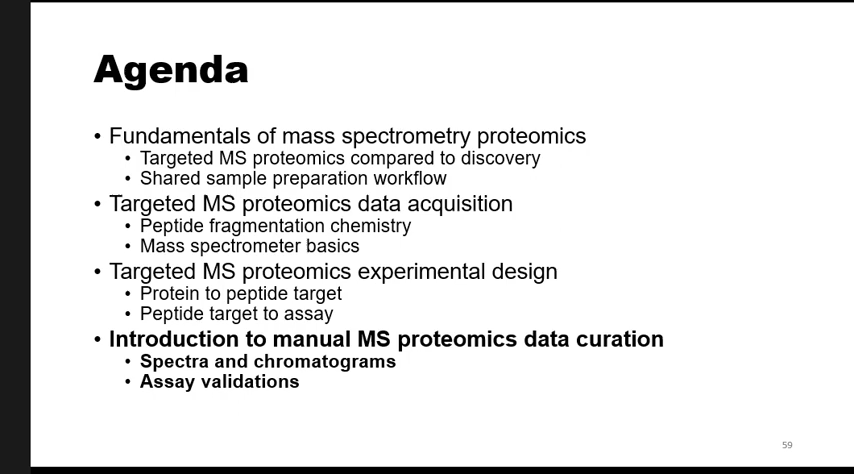 Agenda
• Fundamentals of mass spectrometry proteomics
• Targeted MS proteomics compared to discovery
• Shared sample preparation workflow
• Targeted MS proteomics data acquisition
• Peptide fragmentation chemistry
• Mass spectrometer basics
• Targeted MS proteomics experimental design
• Protein to peptide target
• Peptide target to assay
• Introduction to manual MS proteomics data curation
• Spectra and chromatograms
• Assay validations
59